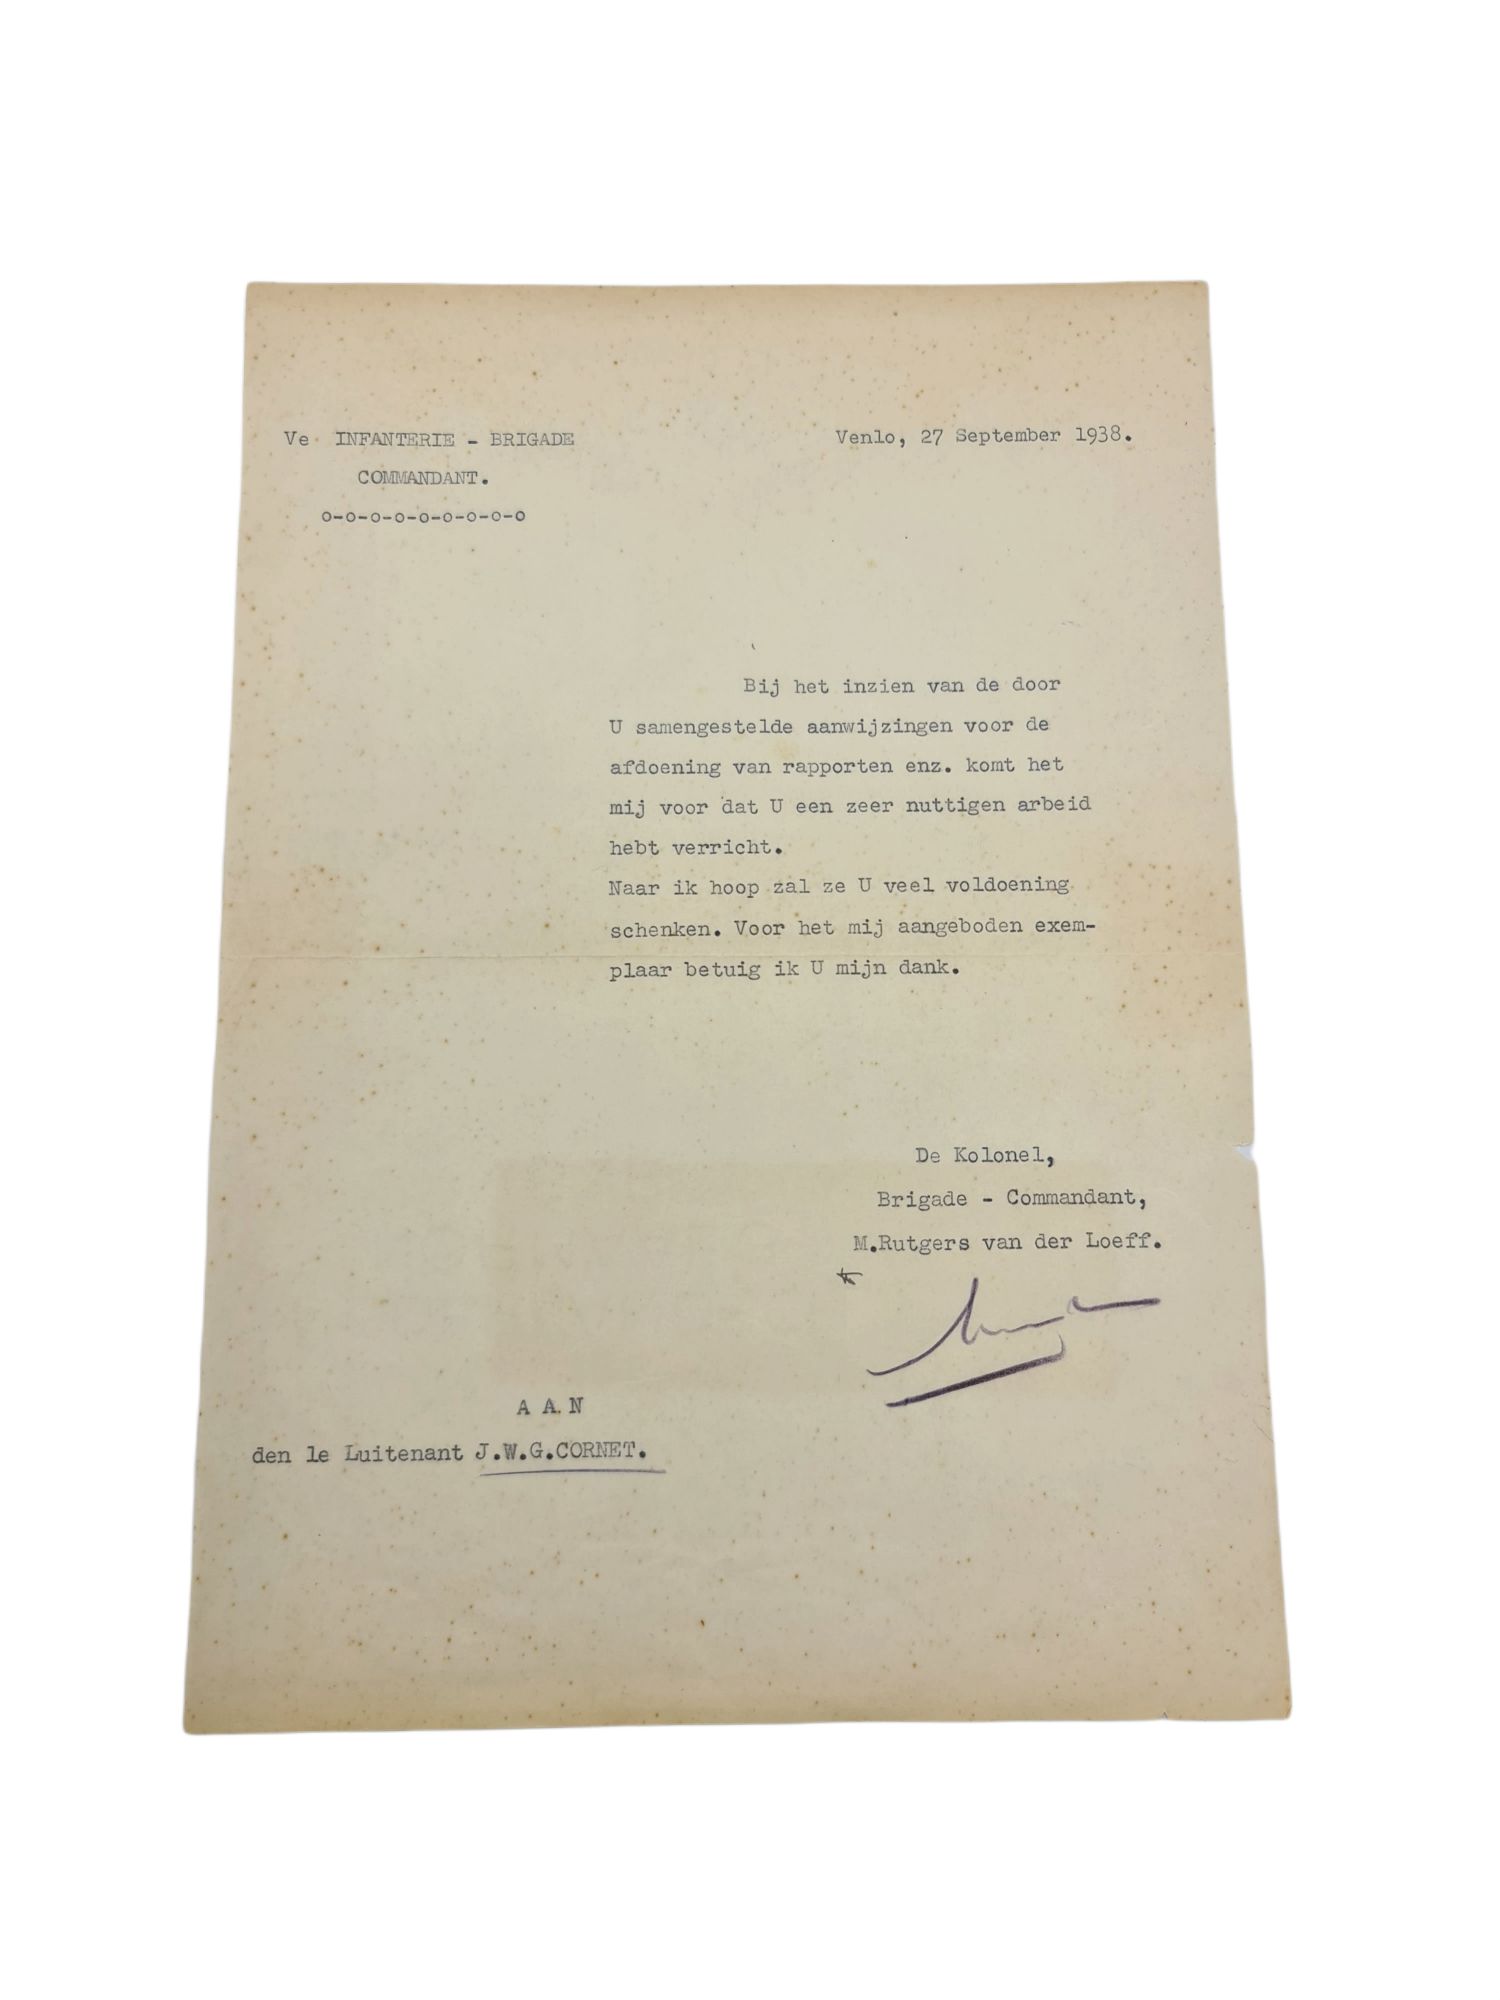 Ve INFANTERIE - BRIGADE
COMMANDANT.
o-o-o-o-o-o-o-o-o
Venlo, 27 September 1938.
Bij het inzien van de door
U samengestelde aanwijzingen voor de
afdoening van rapporten enz. komt het
mij voor dat U een zeer nuttigen arbeid
hebt verricht.
Naar ik hoop zal ze U veel voldoening
schenken. Voor het mij aangeboden exem-
plaar betuig ik U mijn dank.
De Kolonel,
Brigade - Commandant,
M.Rutgers van der Loeff.
A A N
den 1e Luitenant J.W.G.CORNET.